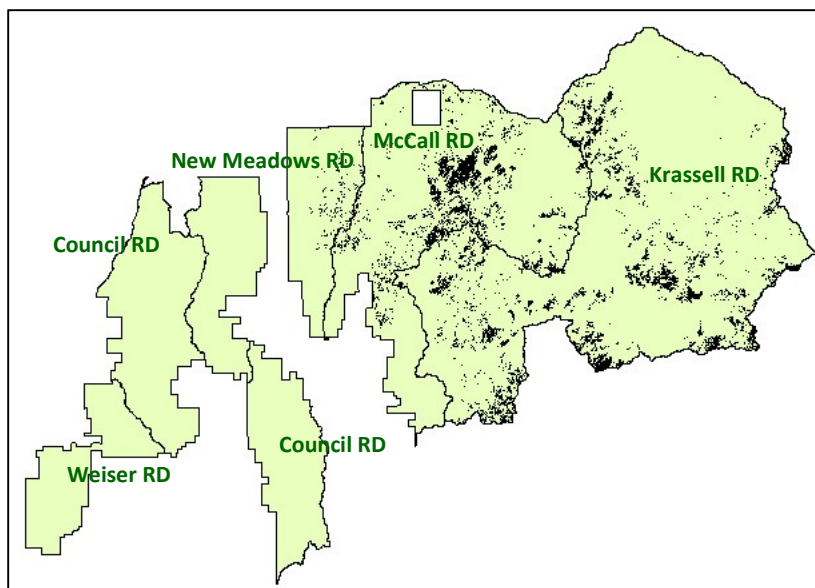 McCall RD
New Meadows RD
Krassell RD
Council RD
Council RD
Weiser RD